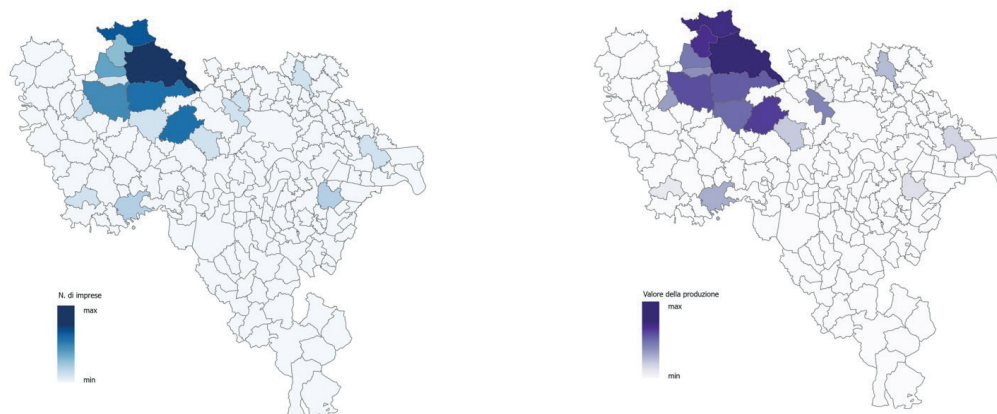 N. di imprese
max
min
Valore della produzione
max
min